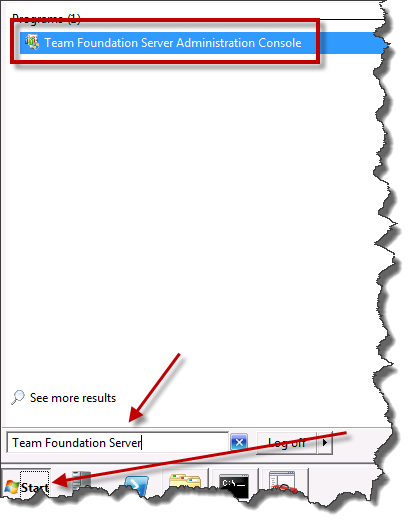 Programs (1)
Team Foundation Server Administration Console
See more results
Team Foundation Server
Log off
Start